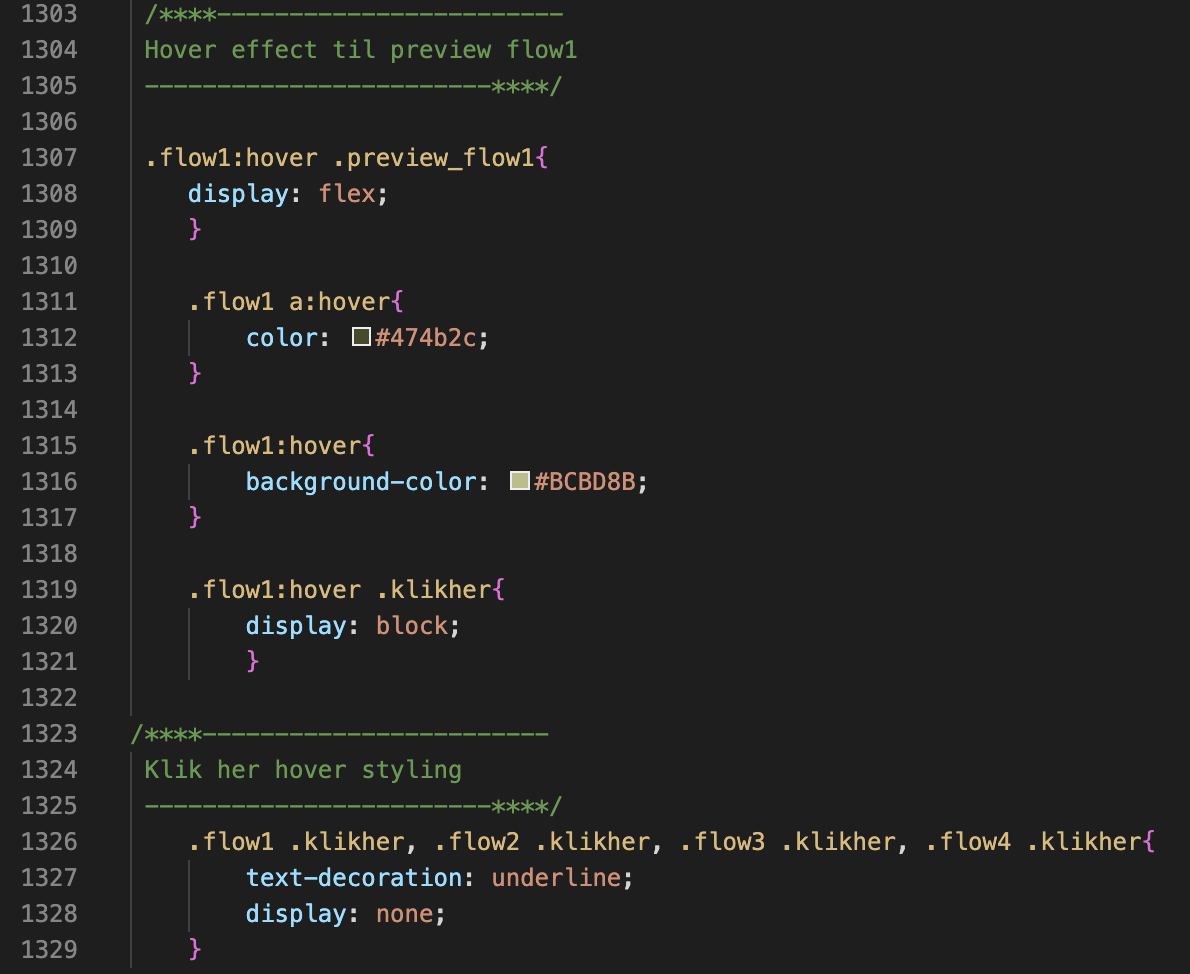 1303 /****------------------------
1304 Hover effect til preview flow1
1305 ------------------------****/
1306
1307 .flow1:hover .preview_flow1{
1308 display: flex;
1309 }
1310
1311 .flow1 a:hover{
1312 color: #474b2c;
1313 }
1314
1315 .flow1:hover{
1316 background-color: #BCBD8B;
1317 }
1318
1319 .flow1:hover .klikher{
1320 display: block;
1321 }
1322
1323 /****------------------------
1324 Klik her hover styling
1325 ------------------------****/
1326 .flow1 .klikher, .flow2 .klikher, .flow3 .klikher, .flow4 .klikher{
1327 text-decoration: underline;
1328 display: none;
1329 }